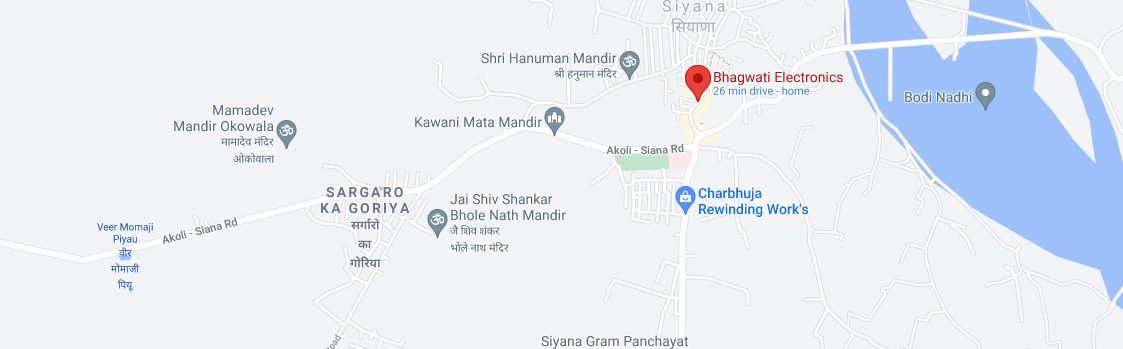 Siyana
सियाणा
Shri Hanuman Mandir
श्री हनुमान मंदिर
Bhagwati Electronics
26 min drive - home
Bodi Nadhi
Mamadev
Mandir Okowala
मामादेव मंदिर
ओकोवाला
Kawani Mata Mandir
Akoli - Siana Rd
SARGARO
KA GORIYA
सर्गारो
का
गोरिया
Jai Shiv Shankar
Bhole Nath Mandir
जै शिव शंकर
भोले नाथ मंदिर
Charbhuja
Rewinding Work's
Veer Momaji
Piyau
वीर
मोमाजी
पियू
Akoli - Siana Rd
Road
Siyana Gram Panchayat